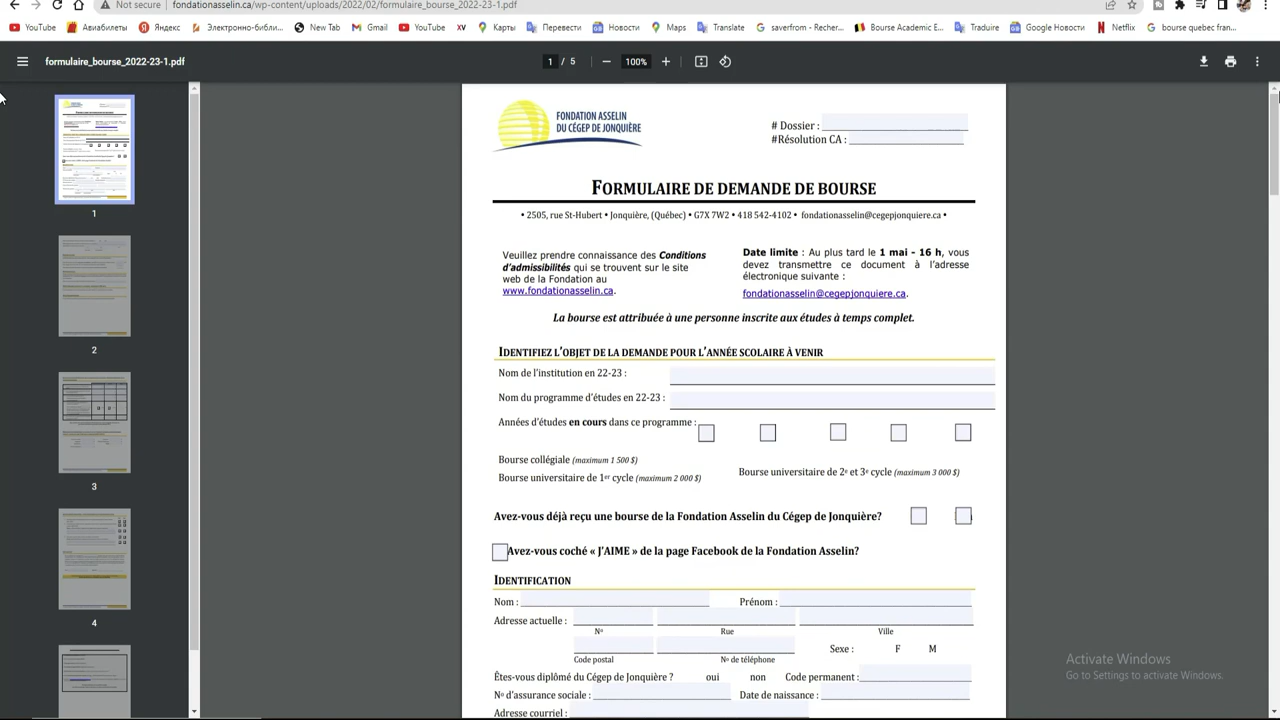 Not secure
fondationasselin.ca/wp-content/uploads/2022/02/formulaire_bourse_2022-23-1.pdf
YouTube Авиабилеты Яндекс Электронно-библи... New Tab Gmail YouTube XV Карты Перевести Новости Maps Translate saverfrom - Recher... Bourse Academic E... Traduire Google Новости Netflix bourse quebec fran...
formulaire_bourse_2022-23-1.pdf
1 / 5 100%
1
2
3
4
FONDATION ASSELIN
DU CÉGEP DE JONQUIÈRE
# Dossier :
#Résolution CA :
FORMULAIRE DE DEMANDE DE BOURSE
• 2505, rue St-Hubert • Jonquière, (Québec) • G7X 7W2 • 418 542-4102 • fondationasselin@cegepjonquiere.ca •
Veuillez prendre connaissance des Conditions
d'admissibilités qui se trouvent sur le site
web de la Fondation au
www.fondationasselin.ca.
Date limite : Au plus tard le 1 mai - 16 h, vous
devez transmettre ce document à l'adresse
électronique suivante :
fondationasselin@cegepjonquiere.ca.
La bourse est attribuée à une personne inscrite aux études à temps complet.
IDENTIFIEZ L'OBJET DE LA DEMANDE POUR L'ANNÉE SCOLAIRE À VENIR
Nom de l'institution en 22-23 :
Nom du programme d'études en 22-23 :
Années d'études en cours dans ce programme :
Bourse collégiale (maximum 1 500 $)
Bourse universitaire de 1er cycle (maximum 2 000 $)
Bourse universitaire de 2e et 3e cycle (maximum 3 000 $)
Avez-vous déjà reçu une bourse de la Fondation Asselin du Cégep de Jonquière?
Avez-vous coché « J'AIME » de la page Facebook de la Fondation Asselin?
IDENTIFICATION
Nom : Prénom :
Adresse actuelle :
No Rue Ville
Sexe : F M
Code postal No de téléphone
Êtes-vous diplômé du Cégep de Jonquière ? oui non Code permanent :
No d'assurance sociale : Date de naissance :
Adresse courriel :
Activate Windows
Go to Settings to activate Windows.